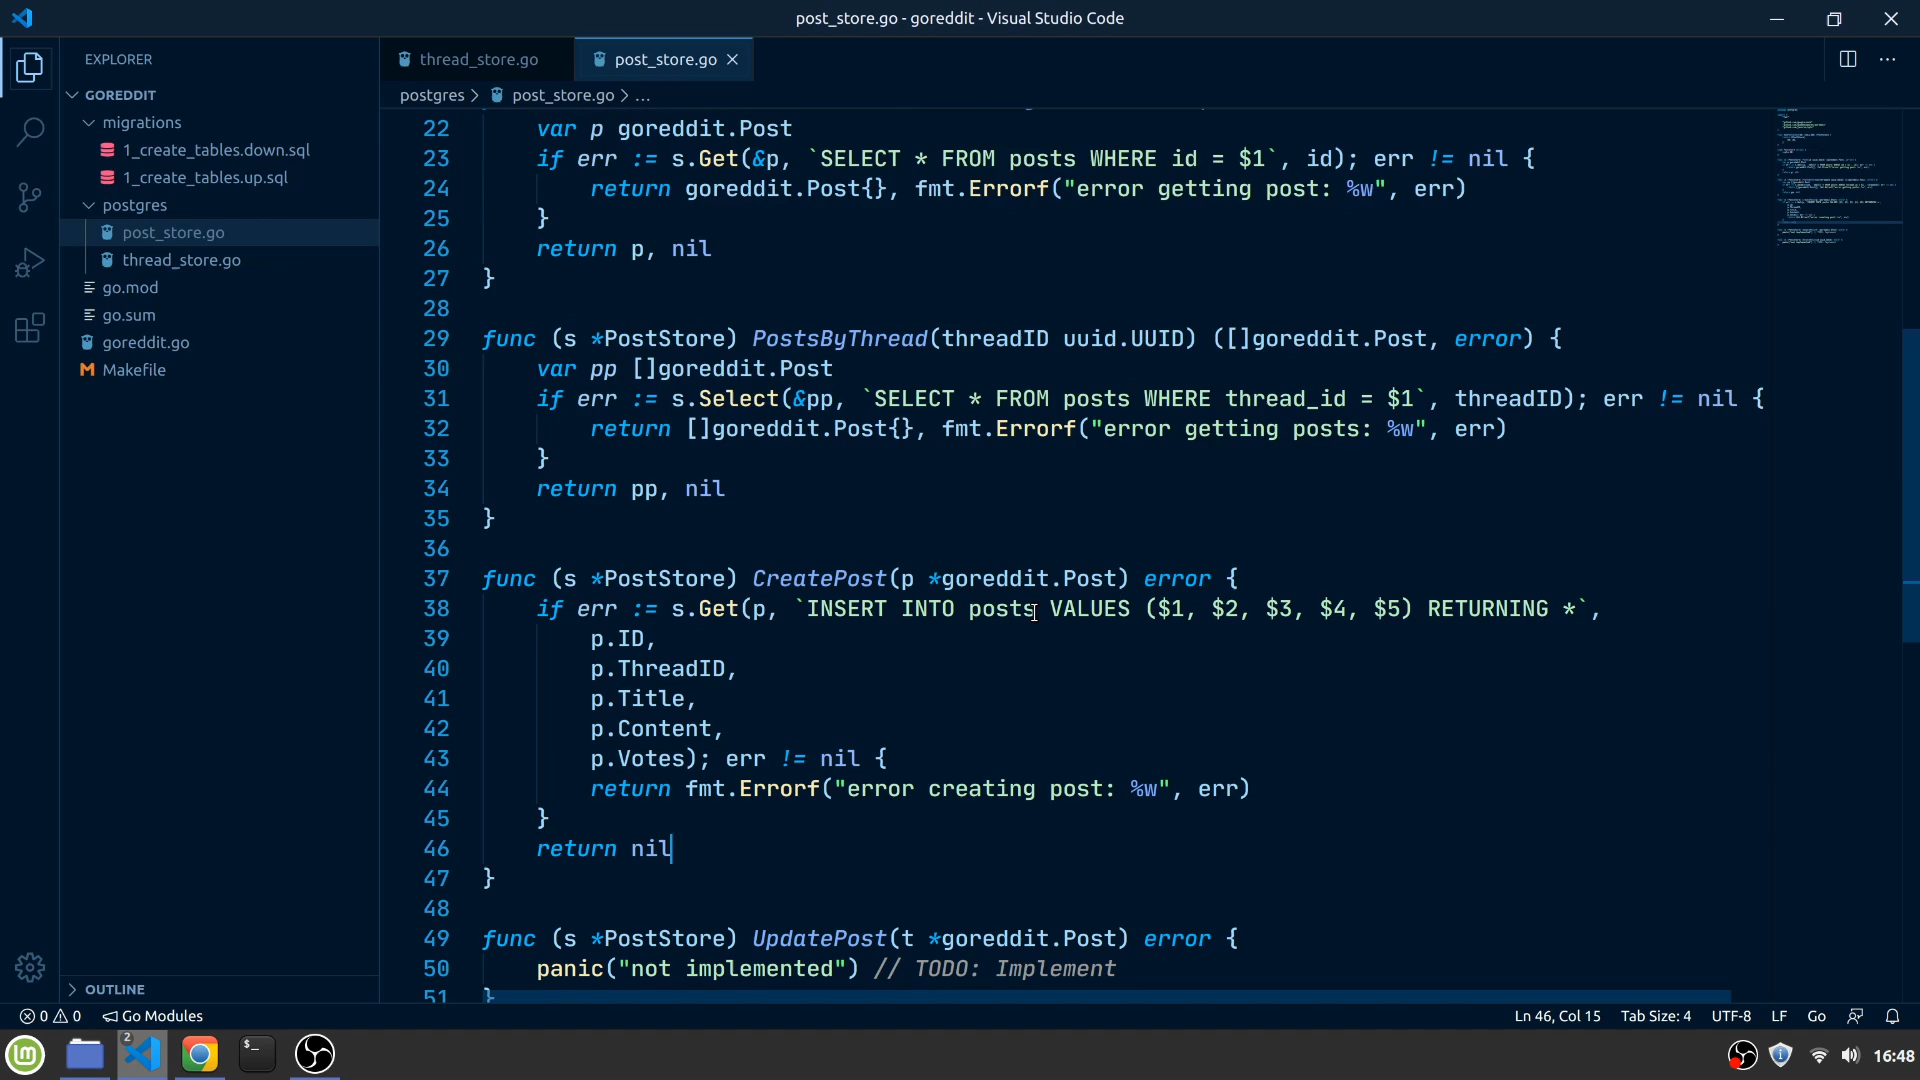 post_store.go - goreddit - Visual Studio Code
EXPLORER
thread_store.go
post_store.go
GOREDDIT
postgres > post_store.go > ...
migrations
1_create_tables.down.sql
1_create_tables.up.sql
postgres
post_store.go
thread_store.go
go.mod
go.sum
goreddit.go
M Makefile
OUTLINE
22 var p goreddit.Post
23 if err := s.Get(&p, `SELECT * FROM posts WHERE id = $1`, id); err != nil {
24 return goreddit.Post{}, fmt.Errorf("error getting post: %w", err)
25 }
26 return p, nil
27 }
28
29 func (s *PostStore) PostsByThread(threadID uuid.UUID) ([]goreddit.Post, error) {
30 var pp []goreddit.Post
31 if err := s.Select(&pp, `SELECT * FROM posts WHERE thread_id = $1`, threadID); err != nil {
32 return []goreddit.Post{}, fmt.Errorf("error getting posts: %w", err)
33 }
34 return pp, nil
35 }
36
37 func (s *PostStore) CreatePost(p *goreddit.Post) error {
38 if err := s.Get(p, `INSERT INTO posts VALUES ($1, $2, $3, $4, $5) RETURNING *`,
39 p.ID,
40 p.ThreadID,
41 p.Title,
42 p.Content,
43 p.Votes); err != nil {
44 return fmt.Errorf("error creating post: %w", err)
45 }
46 return nil
47 }
48
49 func (s *PostStore) UpdatePost(t *goreddit.Post) error {
50 panic("not implemented") // TODO: Implement
51 }
0 0 Go Modules
Ln 46, Col 15 Tab Size: 4 UTF-8 LF Go
2
$_
16:48